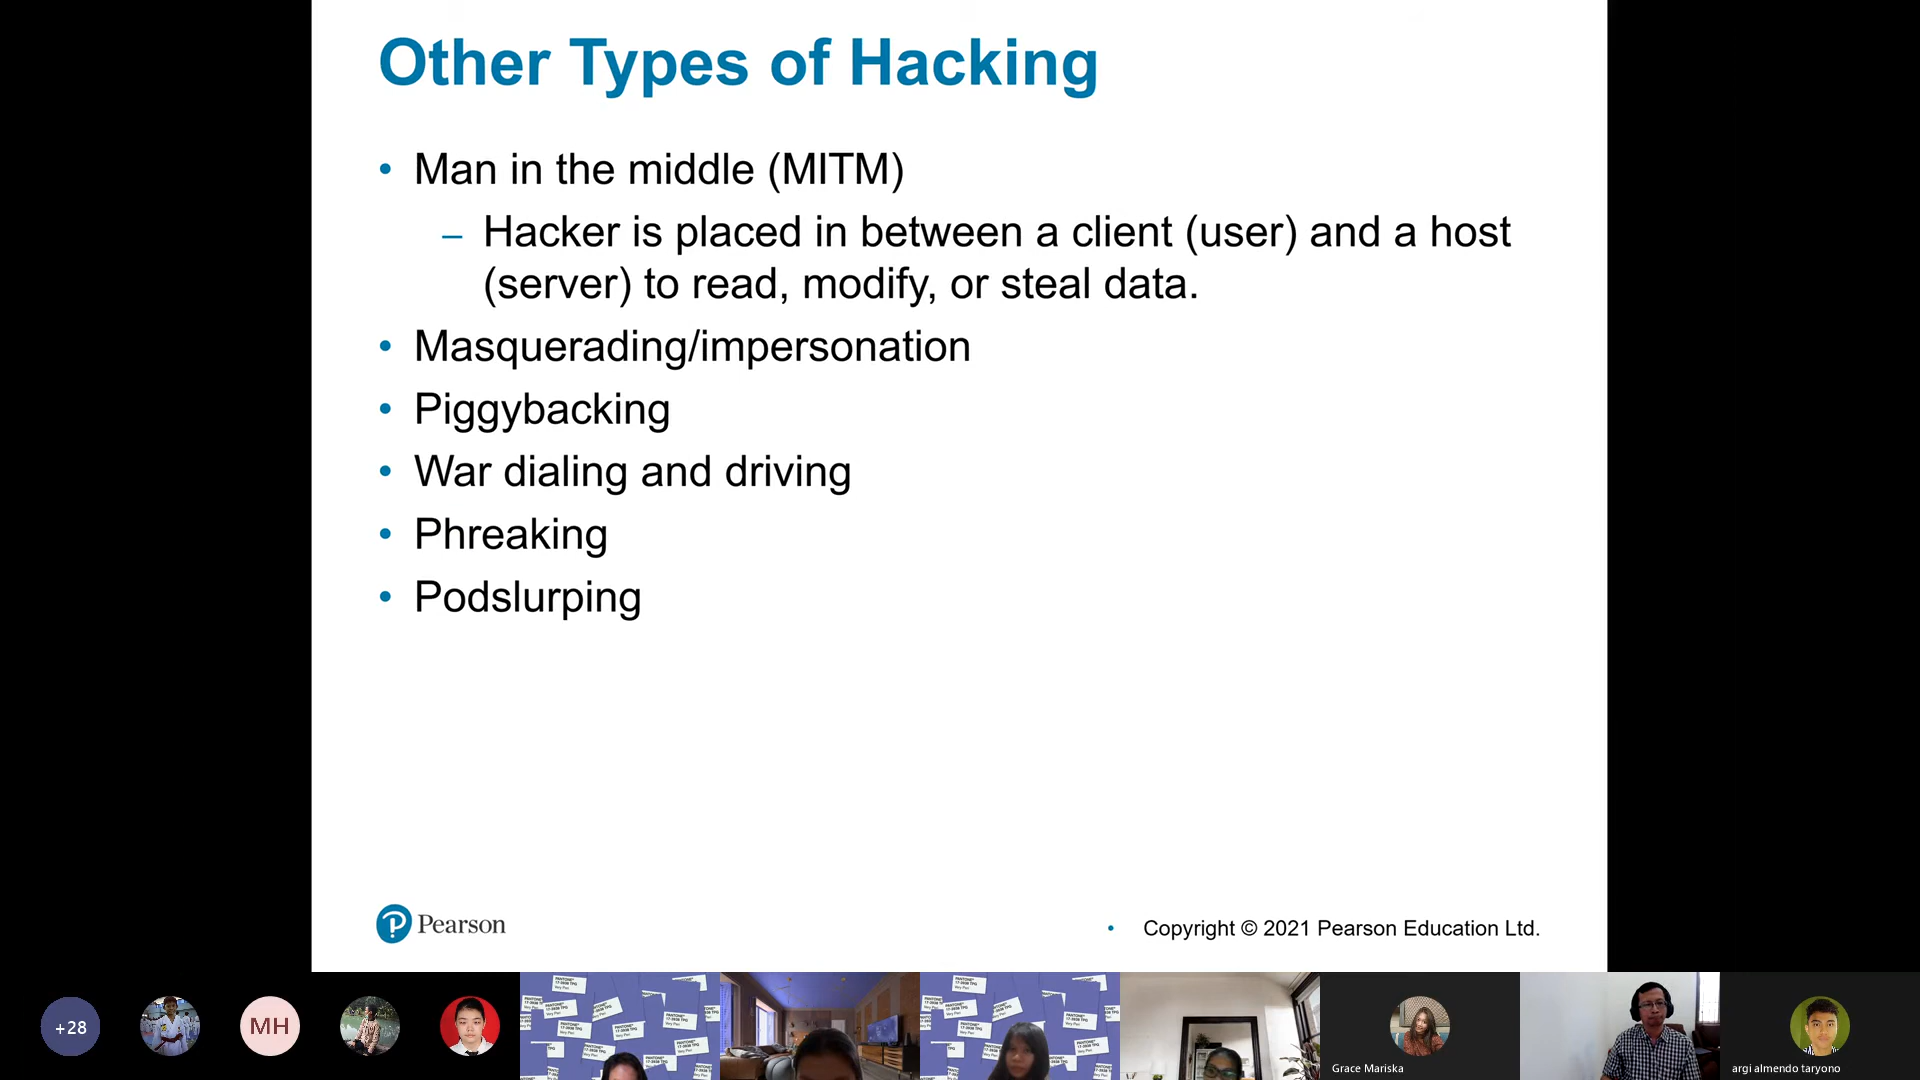 Other Types of Hacking
• Man in the middle (MITM)
– Hacker is placed in between a client (user) and a host
(server) to read, modify, or steal data.
• Masquerading/impersonation
• Piggybacking
• War dialing and driving
• Phreaking
• Podslurping
P Pearson
• Copyright © 2021 Pearson Education Ltd.
+28
MH
Grace Mariska
argi almendo taryono